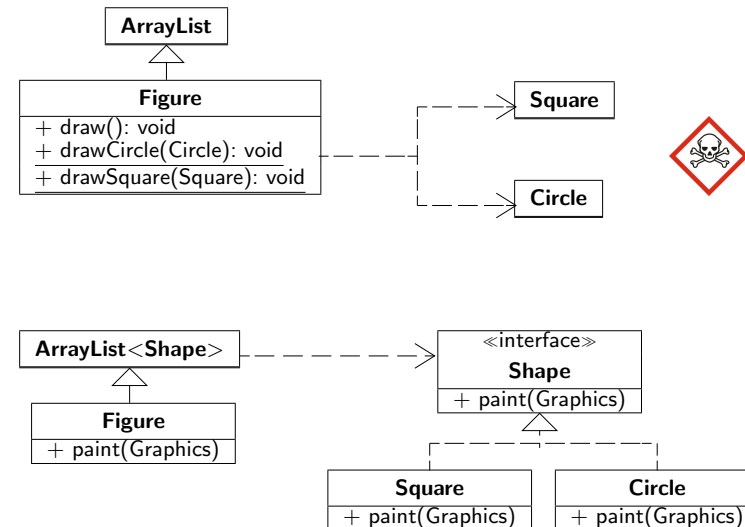 ArrayList
Figure
+ draw(): void
+ drawCircle(Circle): void
+ drawSquare(Square): void
Square
Circle
ArrayList<Shape>
Figure
+ paint(Graphics)
≪interface≫
Shape
+ paint(Graphics)
Square
+ paint(Graphics)
Circle
+ paint(Graphics)